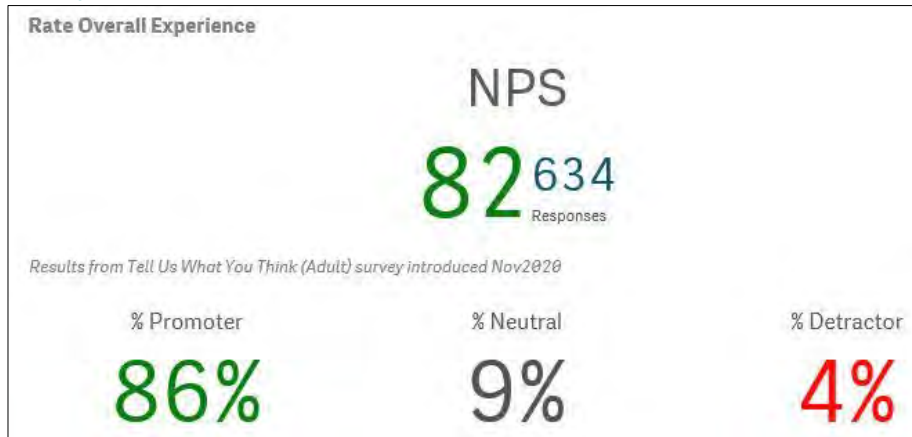 Rate Overall Experience
NPS
82 634
Responses
Results from Tell Us What You Think (Adult) survey introduced Nov2020
% Promoter % Neutral % Detractor
86% 9% 4%